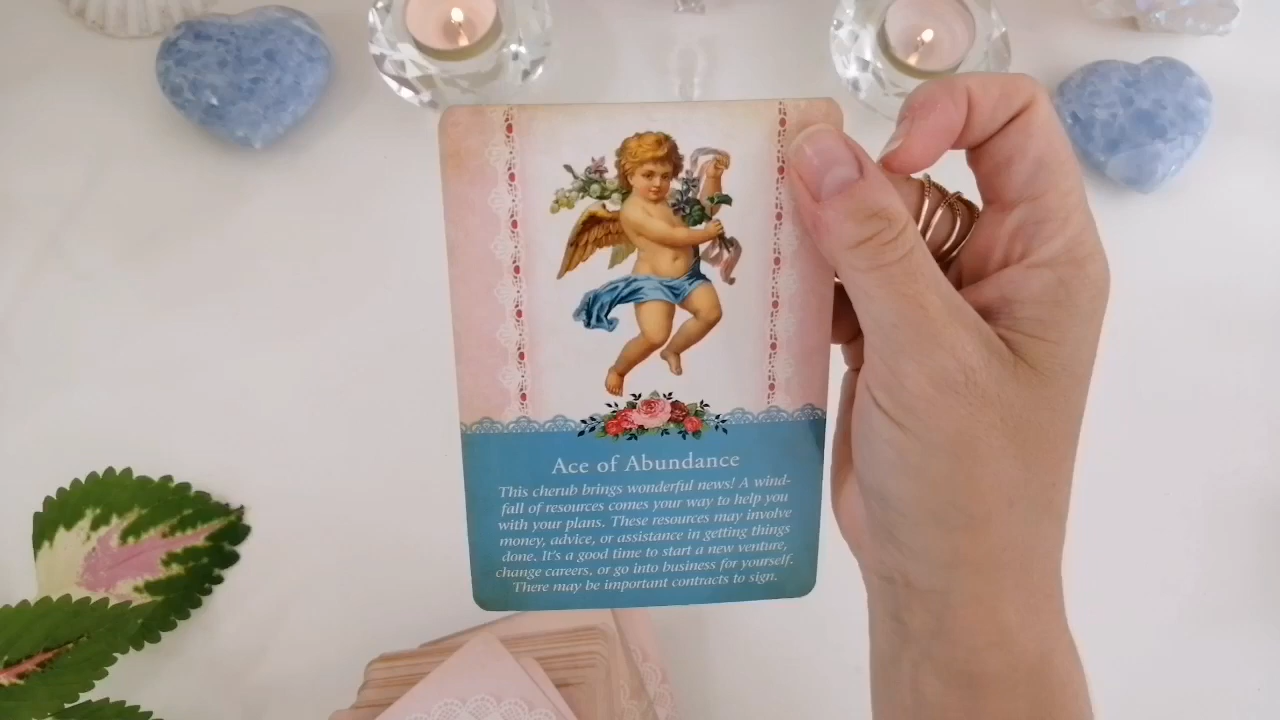 Ace of Abundance
This cherub brings wonderful news! A wind-
fall of resources comes your way to help you
with your plans. These resources may involve
money, advice, or assistance in getting things
done. It's a good time to start a new venture,
change careers, or go into business for yourself.
There may be important contracts to sign.